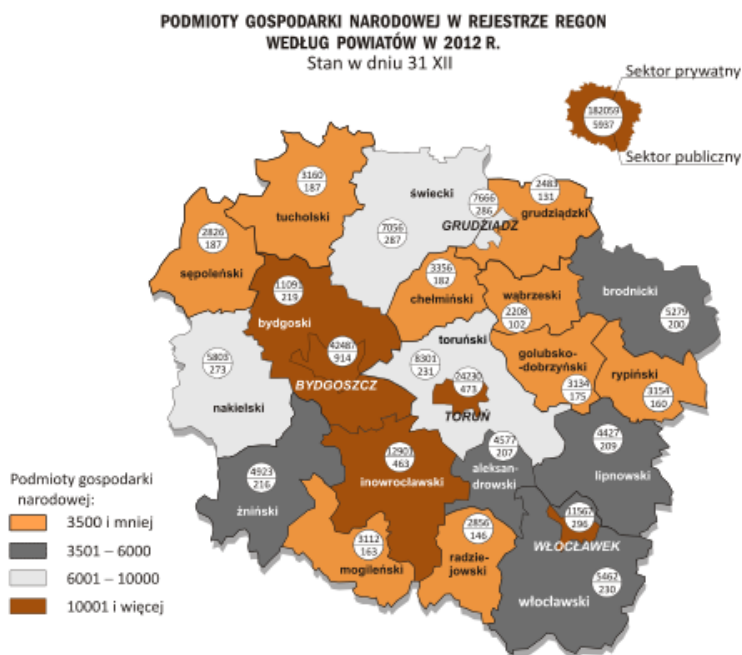 PODMIOTY GOSPODARKI NARODOWEJ W REJESTRZE REGON
WEDŁUG POWIATÓW W 2012 R.
Stan w dniu 31 XII
Sektor prywatny
182059
5937
Sektor publiczny
3160
187
tucholski
świecki
7056
287
7666
286
GRUDZIĄDZ
2483
131
grudziądzki
2826
187
sępoleński
11091
219
bydgoski
3356
182
chełmiński
wąbrzeski
2208
102
brodnicki
5279
200
5803
273
nakielski
42487
914
BYDGOSZCZ
toruński
8301
231
24230
473
TORUŃ
golubsko-
-dobrzyński
3134
175
rypiński
3154
160
4923
216
żniński
12901
463
inowrocławski
4577
207
aleksan-
drowski
4427
209
lipnowski
3112
163
mogileński
2856
146
radzie-
jowski
11567
296
WŁOCŁAWEK
5462
230
włocławski
Podmioty gospodarki
narodowej:
3500 i mniej
3501 – 6000
6001 – 10000
10001 i więcej